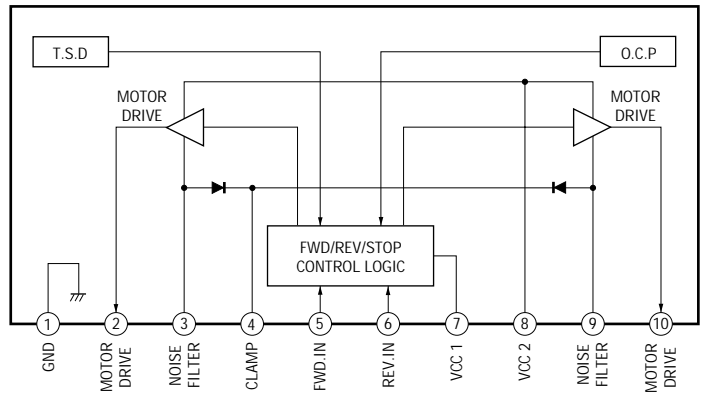 T.S.D
O.C.P
MOTOR
DRIVE
MOTOR
DRIVE
FWD/REV/STOP
CONTROL LOGIC
1
2
3
4
5
6
7
8
9
10
GND
MOTOR
DRIVE
NOISE
FILTER
CLAMP
FWD.IN
REV.IN
VCC 1
VCC 2
NOISE
FILTER
MOTOR
DRIVE